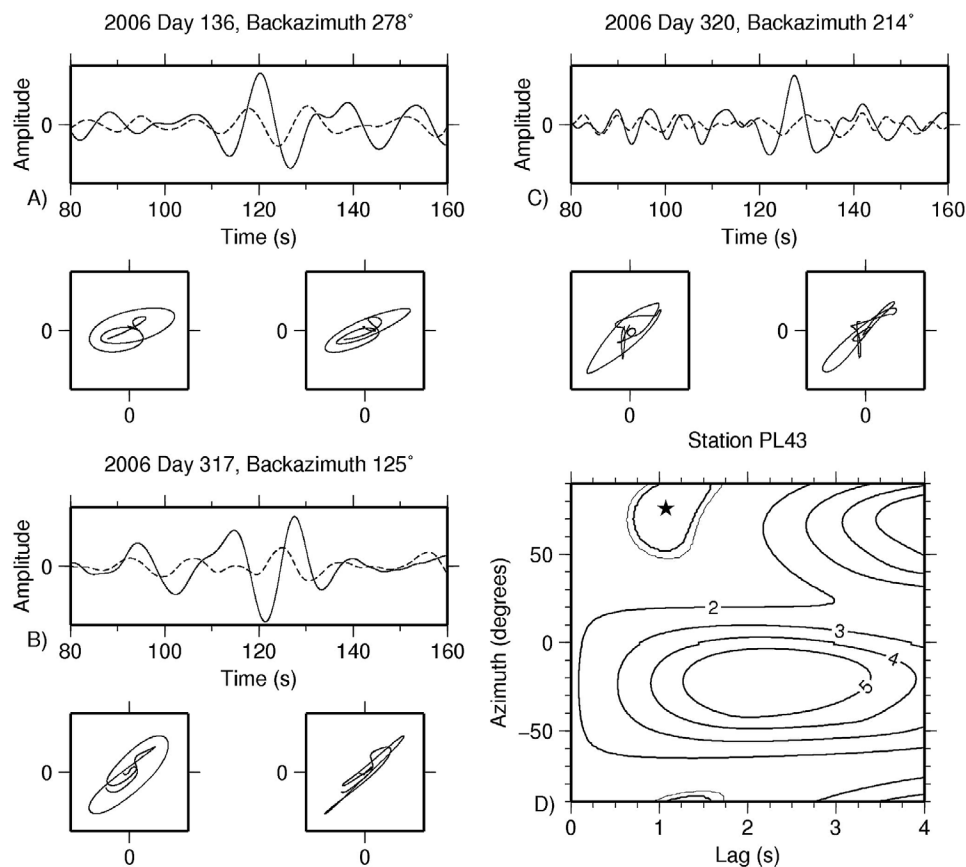 2006 Day 136, Backazimuth 278°
Amplitude
0
A)
80 100 120 140 160
Time (s)
0 0
0 0
2006 Day 317, Backazimuth 125°
Amplitude
0
B)
80 100 120 140 160
Time (s)
0 0
0 0
2006 Day 320, Backazimuth 214°
Amplitude
0
C)
80 100 120 140 160
Time (s)
0 0
0 0
Station PL43
Azimuth (degrees)
50
0
−50
2
3
4
5
D)
0 1 2 3 4
Lag (s)